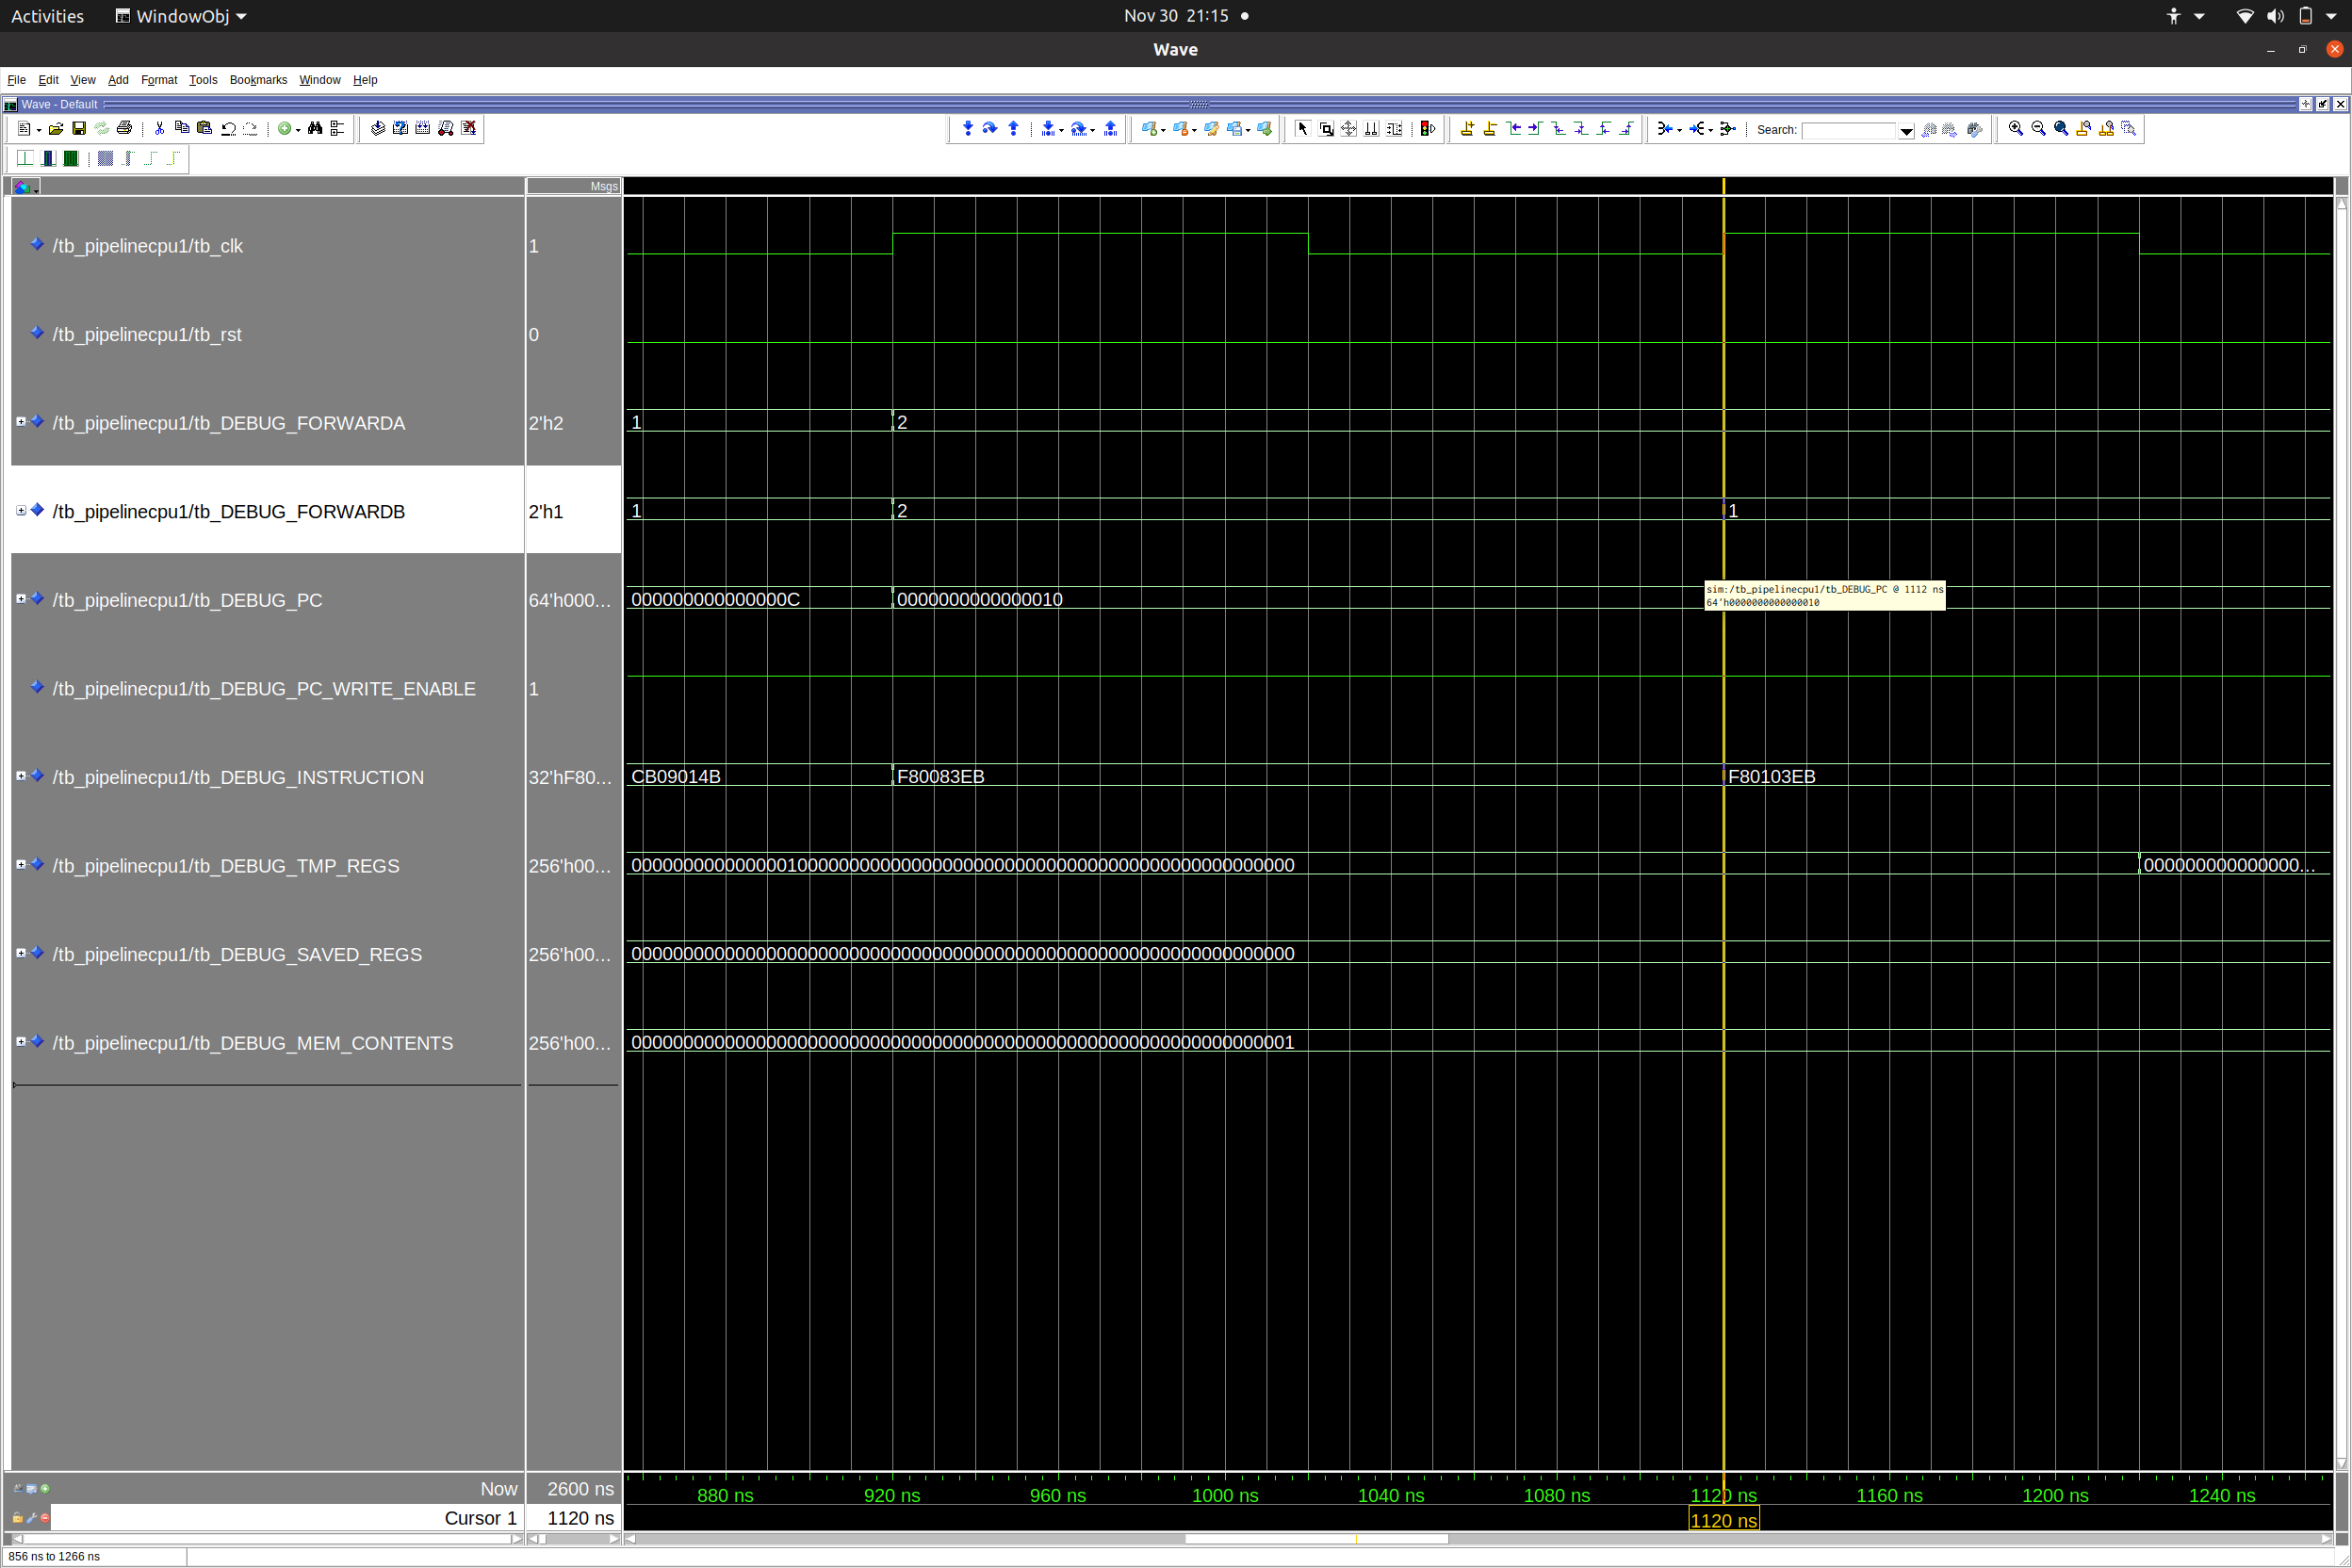 Activities WindowObj Nov 30 21:15
Wave
File Edit View Add Format Tools Bookmarks Window Help
Wave - Default
Search:
Msgs
/tb_pipelinecpu1/tb_clk 1
/tb_pipelinecpu1/tb_rst 0
/tb_pipelinecpu1/tb_DEBUG_FORWARDA 2'h2 1 2
/tb_pipelinecpu1/tb_DEBUG_FORWARDB 2'h1 1 2 1
/tb_pipelinecpu1/tb_DEBUG_PC 64'h000... 000000000000000C 0000000000000010
sim:/tb_pipelinecpu1/tb_DEBUG_PC @ 1112 ns
64'h0000000000000010
/tb_pipelinecpu1/tb_DEBUG_PC_WRITE_ENABLE 1
/tb_pipelinecpu1/tb_DEBUG_INSTRUCTION 32'hF80... CB09014B F80083EB F80103EB
/tb_pipelinecpu1/tb_DEBUG_TMP_REGS 256'h00... 0000000000000001000000000000000000000000000000000000000000000000 000000000000000...
/tb_pipelinecpu1/tb_DEBUG_SAVED_REGS 256'h00... 0000000000000000000000000000000000000000000000000000000000000000
/tb_pipelinecpu1/tb_DEBUG_MEM_CONTENTS 256'h00... 0000000000000000000000000000000000000000000000000000000000000001
Now 2600 ns 880 ns 920 ns 960 ns 1000 ns 1040 ns 1080 ns 1120 ns 1160 ns 1200 ns 1240 ns
Cursor 1 1120 ns 1120 ns
856 ns to 1266 ns